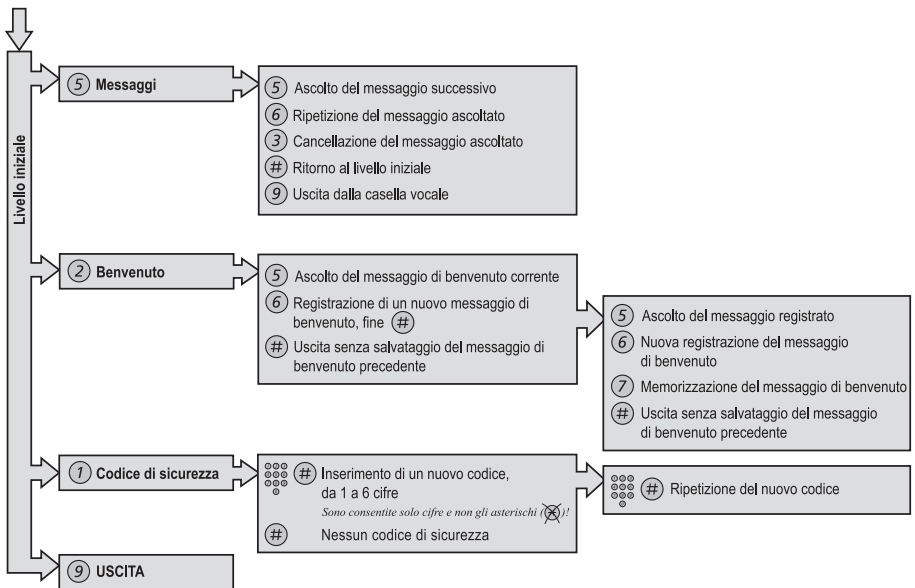 Livello iniziale
5 Messaggi
5 Ascolto del messaggio successivo
6 Ripetizione del messaggio ascoltato
3 Cancellazione del messaggio ascoltato
# Ritorno al livello iniziale
9 Uscita dalla casella vocale
2 Benvenuto
5 Ascolto del messaggio di benvenuto corrente
6 Registrazione di un nuovo messaggio di
benvenuto, fine #
# Uscita senza salvataggio del messaggio di
benvenuto precedente
5 Ascolto del messaggio registrato
6 Nuova registrazione del messaggio
di benvenuto
7 Memorizzazione del messaggio di benvenuto
# Uscita senza salvataggio del messaggio
di benvenuto precedente
1 Codice di sicurezza
# Inserimento di un nuovo codice,
da 1 a 6 cifre
Sono consentite solo cifre e non gli asterischi (*)!
# Nessun codice di sicurezza
# Ripetizione del nuovo codice
9 USCITA